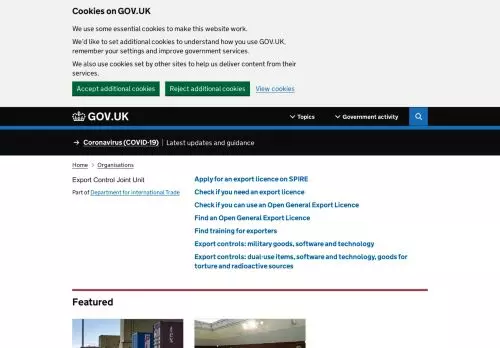 Cookies on GOV.UK
We use some essential cookies to make this website work.
We'd like to set additional cookies to understand how you use GOV.UK,
remember your settings and improve government services.
We also use cookies set by other sites to help us deliver content from their
services.
Accept additional cookies
Reject additional cookies
View cookies
GOV.UK
Topics
Government activity
→ Coronavirus (COVID-19) | Latest updates and guidance
Home > Organisations
Export Control Joint Unit
Part of Department for International Trade
Apply for an export licence on SPIRE
Check if you need an export licence
Check if you can use an Open General Export Licence
Find an Open General Export Licence
Find training for exporters
Export controls: military goods, software and technology
Export controls: dual-use items, software and technology, goods for
torture and radioactive sources
Featured